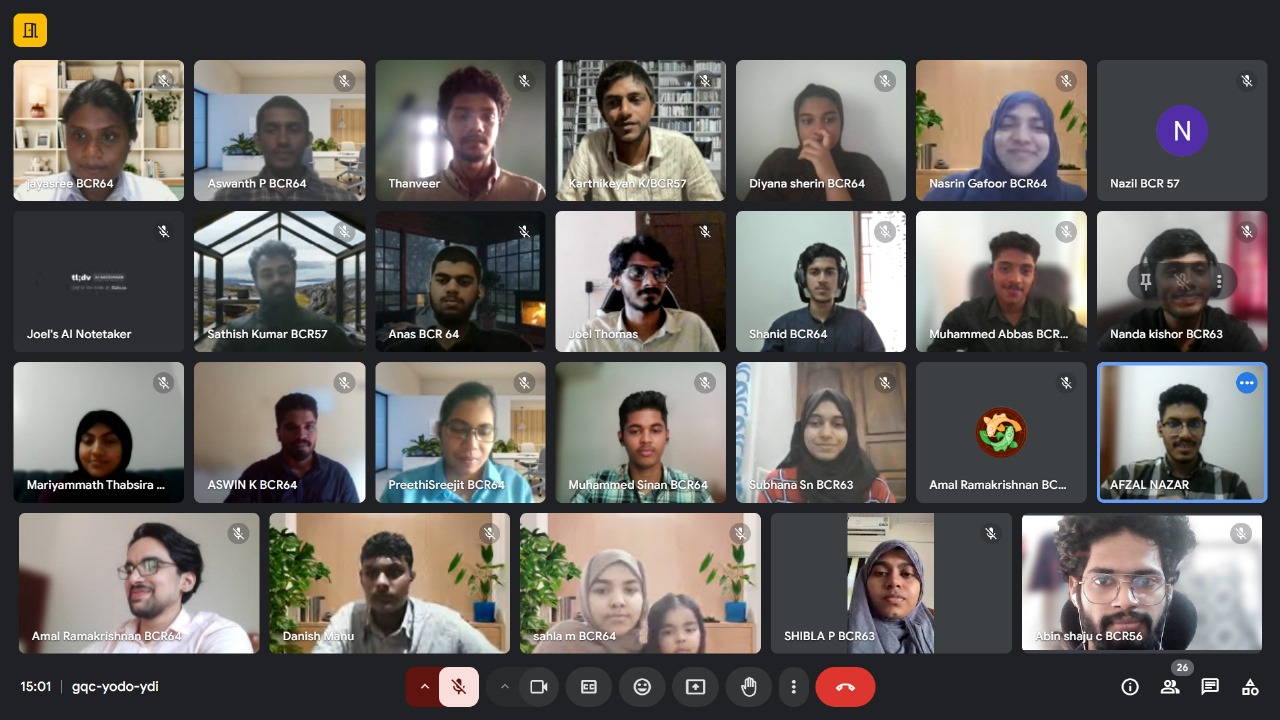 jayasree BCR64
Aswanth P BCR64
Thanveer
Karthikeyan K/BCR57
Diyana sherin BCR64
Nasrin Gafoor BCR64
N
Nazil BCR 57
tl;dv
Joel's AI Notetaker
Sathish Kumar BCR57
Anas BCR 64
Joel Thomas
Shanid BCR64
Muhammed Abbas BCR...
Nanda kishor BCR63
Mariyammath Thabsira ...
ASWIN K BCR64
PreethiSreejit BCR64
Muhammed Sinan BCR64
Subhana Sn BCR63
Amal Ramakrishnan BC...
AFZAL NAZAR
Amal Ramakrishnan BCR64
Danish Manu
sahla m BCR64
SHIBLA P BCR63
Abin shaju c BCR56
15:01 | gqc-yodo-ydi
26